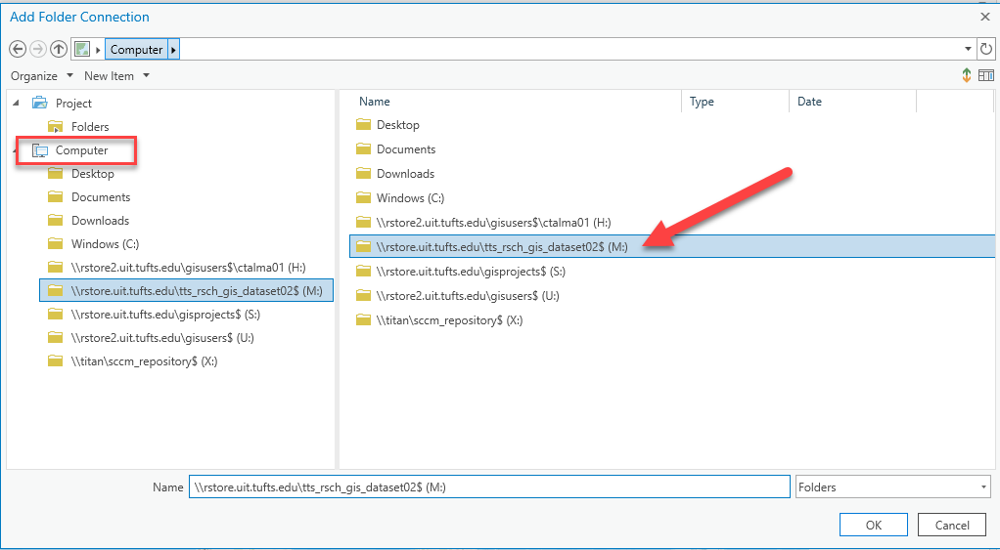 Add Folder Connection
Computer
Organize New Item
Project
Folders
Computer
Desktop
Documents
Downloads
Windows (C:)
\\rstore2.uit.tufts.edu\gisusers$\ctalma01 (H:)
\\rstore.uit.tufts.edu\tts_rsch_gis_dataset02$ (M:)
\\rstore.uit.tufts.edu\gisprojects$ (S:)
\\rstore2.uit.tufts.edu\gisusers$ (U:)
\\titan\sccm_repository$ (X:)
Name Type Date
Desktop
Documents
Downloads
Windows (C:)
\\rstore2.uit.tufts.edu\gisusers$\ctalma01 (H:)
\\rstore.uit.tufts.edu\tts_rsch_gis_dataset02$ (M:)
\\rstore.uit.tufts.edu\gisprojects$ (S:)
\\rstore2.uit.tufts.edu\gisusers$ (U:)
\\titan\sccm_repository$ (X:)
Name \\rstore.uit.tufts.edu\tts_rsch_gis_dataset02$ (M:) Folders
OK Cancel